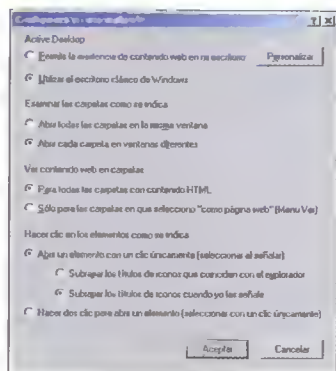 Active Desktop
Permite la existencia de contenido web en mi escritorio
Personalizar
Utilizar el escritorio clásico de Windows
Examinar las carpetas como se indica
Abrir todas las carpetas en la misma ventana
Abrir cada carpeta en ventanas diferentes
Ver contenido web en carpetas
Para todas las carpetas con contenido HTML
Sólo para las carpetas en que selecciono "como página web" (Menú Ver)
Hacer clic en los elementos como se indica
Abrir un elemento con un clic únicamente (seleccionar al señalar)
Subrayar los títulos de iconos que coinciden con el explorador
Subrayar los títulos de iconos cuando yo los señale
Hacer dos clic para abrir un elemento (seleccionar con un clic únicamente)
Aceptar
Cancelar